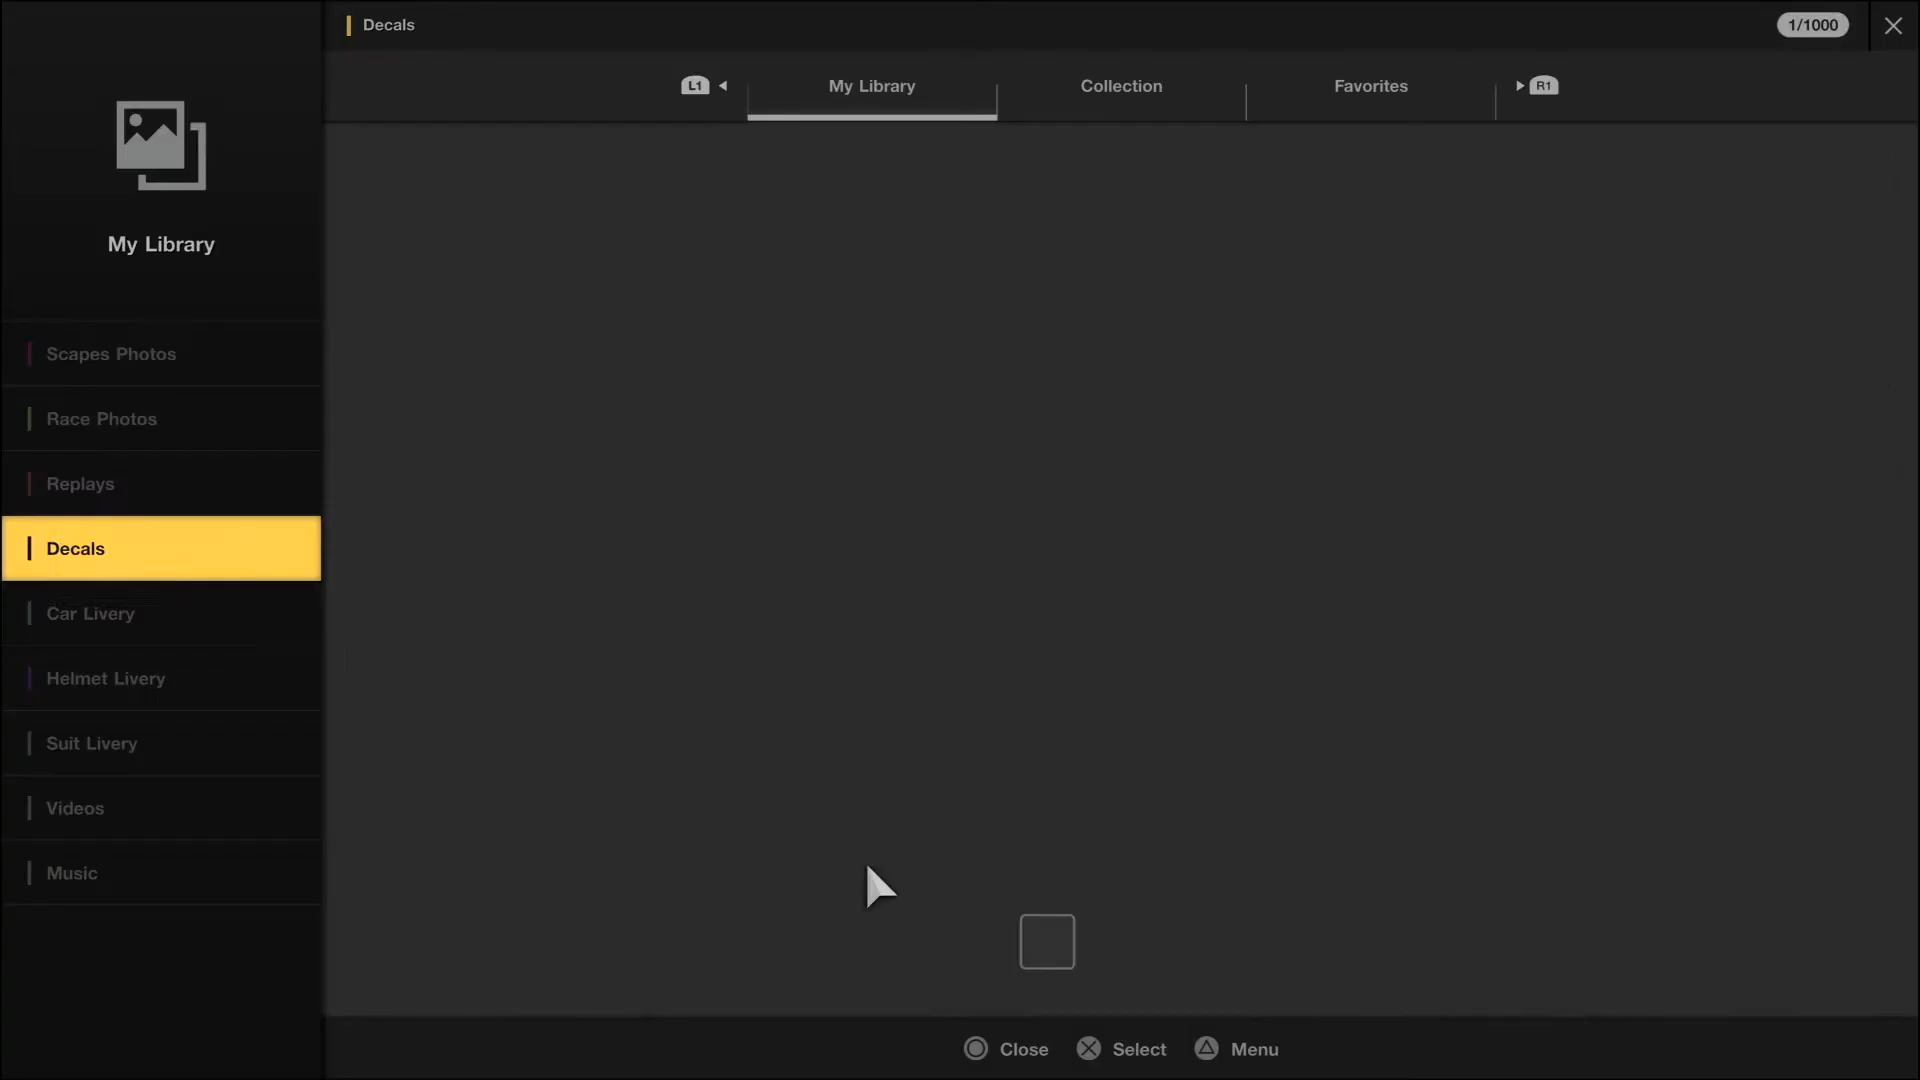 My Library
Scapes Photos
Race Photos
Replays
Decals
Car Livery
Helmet Livery
Suit Livery
Videos
Music
Decals
1/1000
L1
My Library
Collection
Favorites
R1
Close
Select
Menu